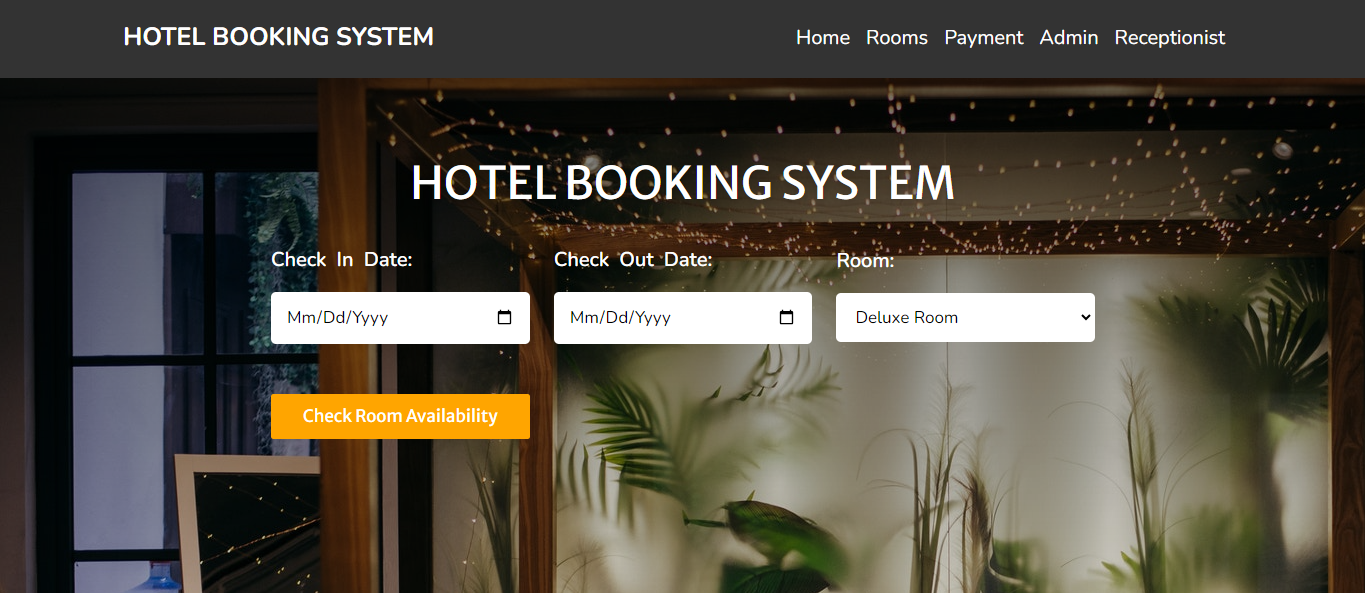 HOTEL BOOKING SYSTEM
Home Rooms Payment Admin Receptionist
HOTEL BOOKING SYSTEM
Check In Date: Check Out Date: Room:
Mm/Dd/Yyyy Mm/Dd/Yyyy Deluxe Room
Check Room Availability